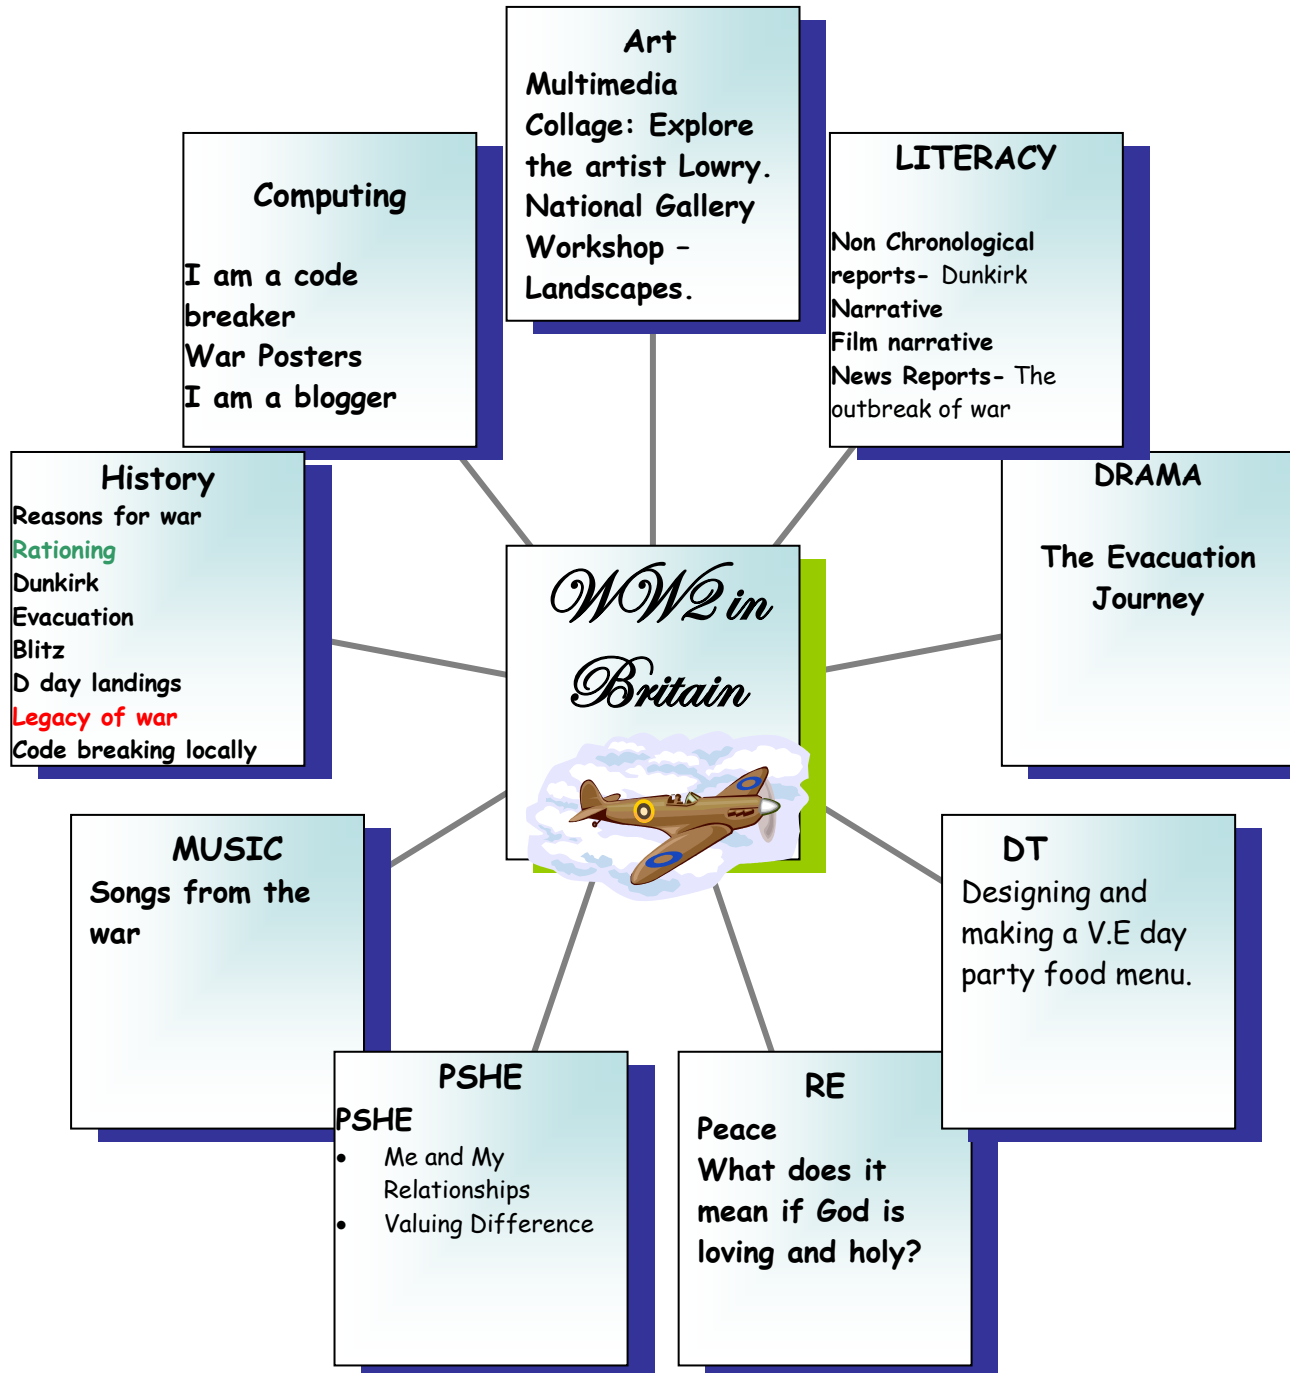 Art
Multimedia
Collage: Explore
the artist Lowry.
National Gallery
Workshop –
Landscapes.
Computing
I am a code
breaker
War Posters
I am a blogger
LITERACY
Non Chronological
reports- Dunkirk
Narrative
Film narrative
News Reports- The
outbreak of war
History
Reasons for war
Rationing
Dunkirk
Evacuation
Blitz
D day landings
Legacy of war
Code breaking locally
WW2 in
Britain
DRAMA
The Evacuation
Journey
MUSIC
Songs from the
war
DT
Designing and
making a V.E day
party food menu.
PSHE
PSHE
• Me and My
Relationships
• Valuing Difference
RE
Peace
What does it
mean if God is
loving and holy?